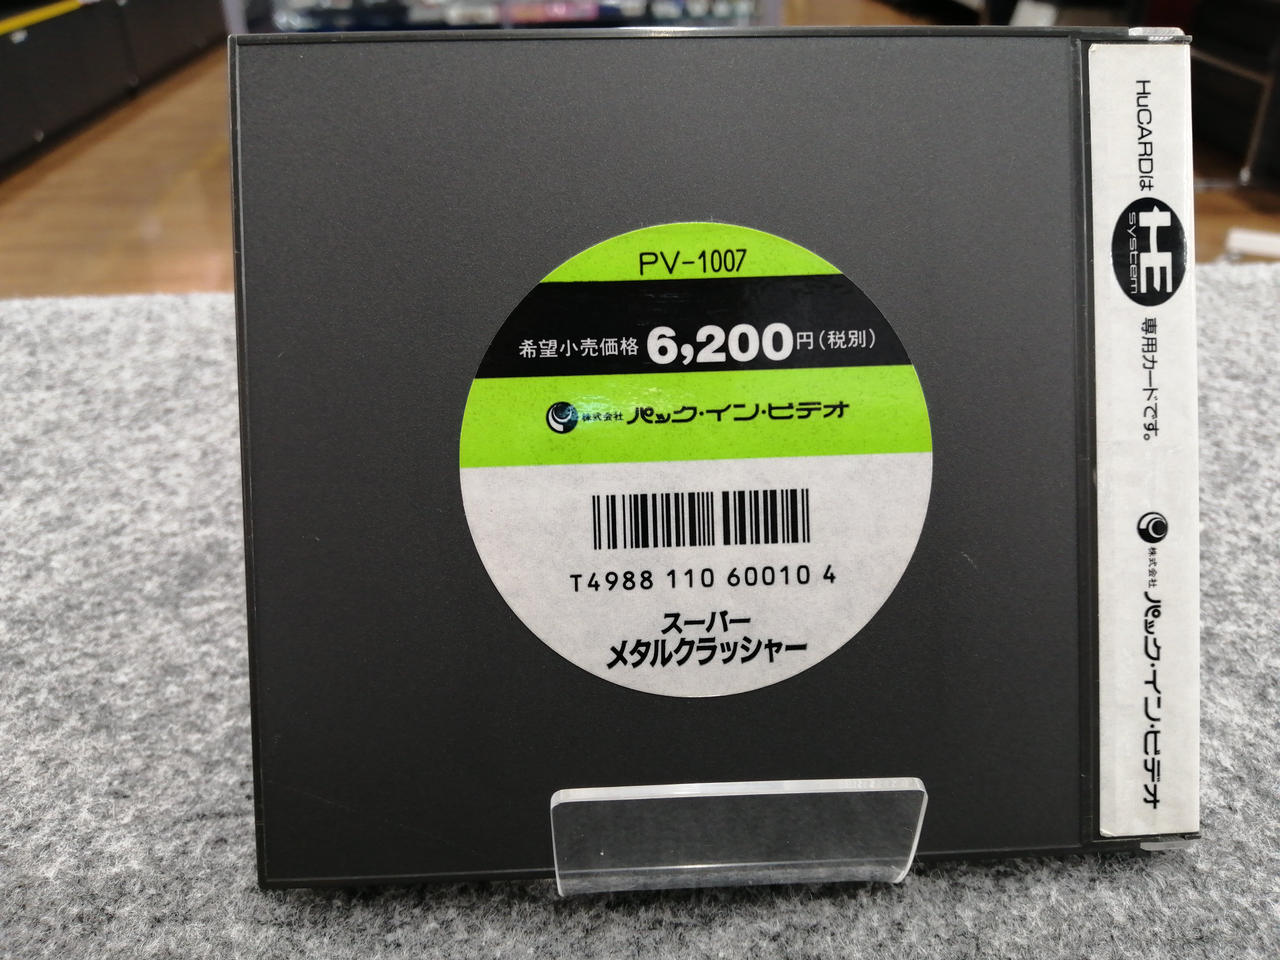 PV-1007
希望小売価格 6,200円(税別)
株式会社 パック・イン・ビデオ
T4988 110 60010 4
スーパー
メタルクラッシャー
HuCARDは HE system 専用カードです。
株式会社 パック・イン・ビデオ